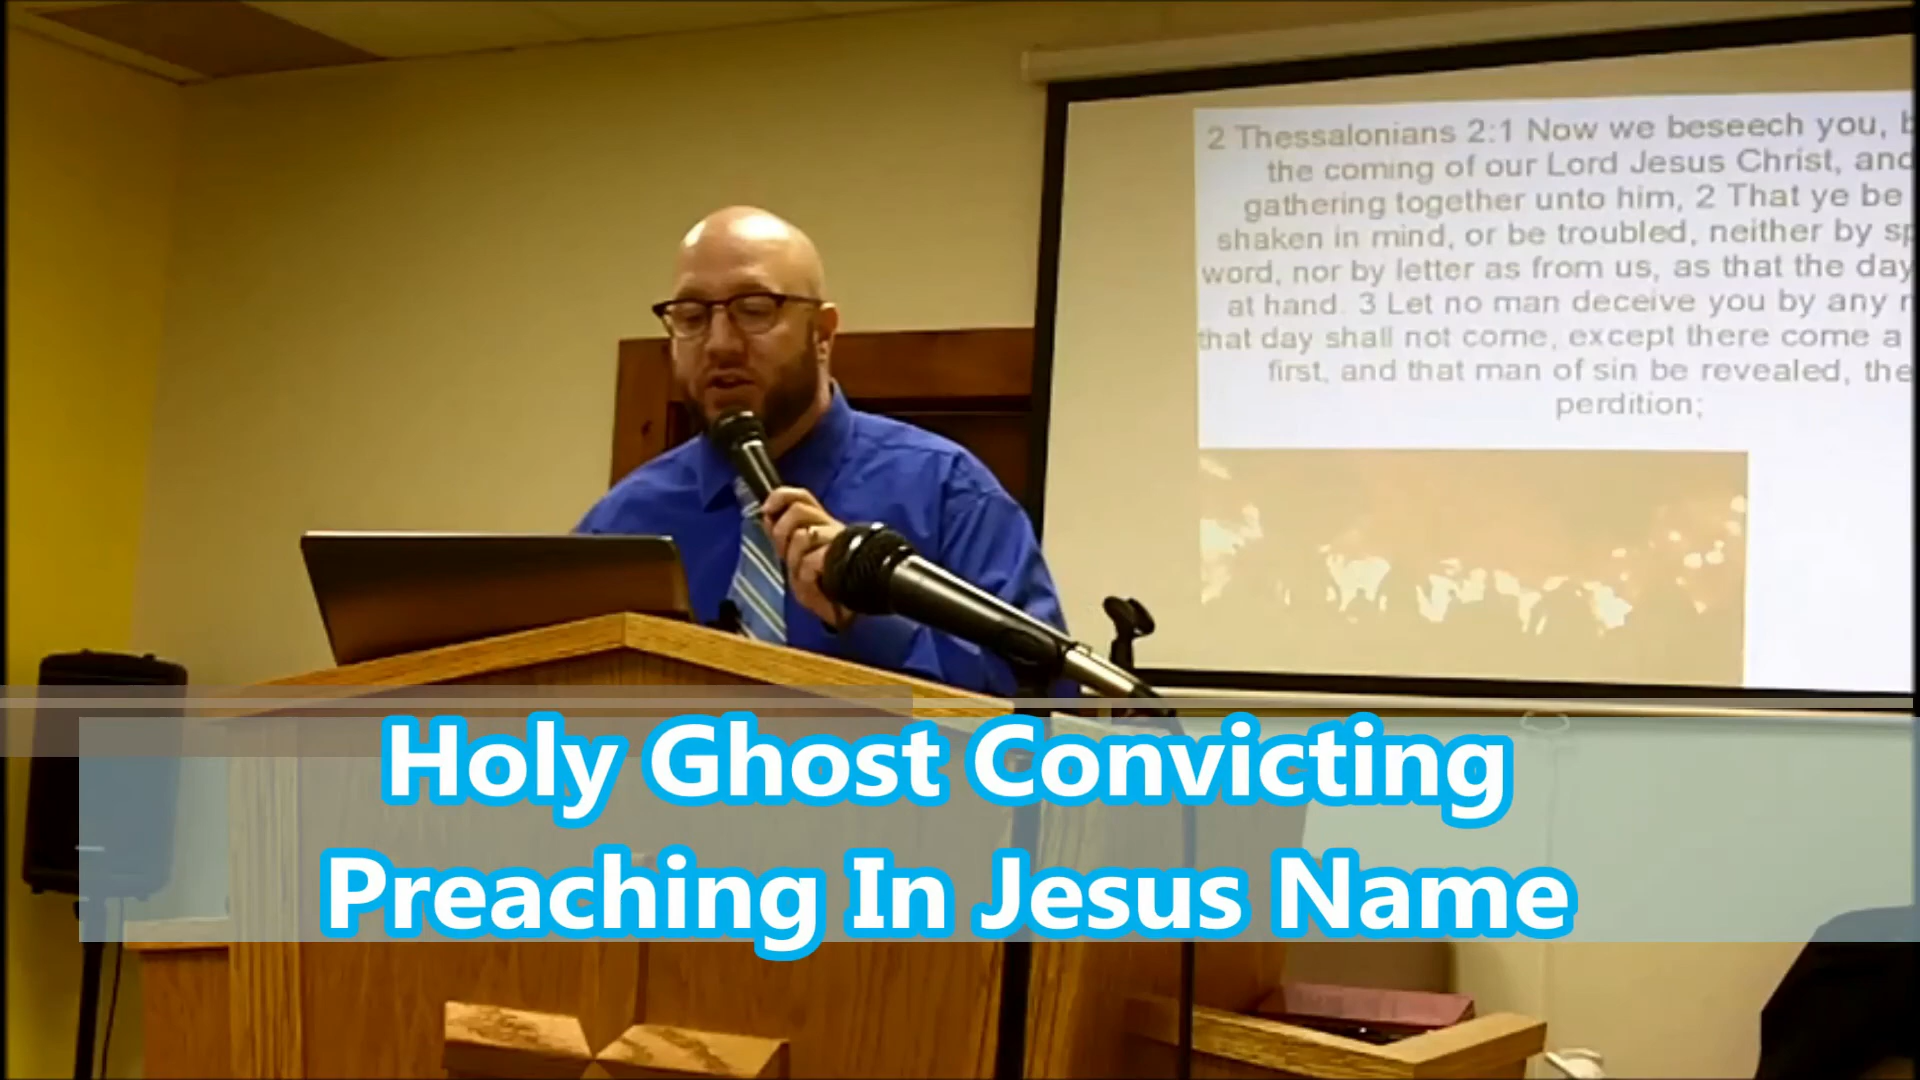 2 Thessalonians 2:1 Now we beseech you,
the coming of our Lord Jesus Christ, and
gathering together unto him, 2 That ye be
shaken in mind, or be troubled, neither by
word, nor by letter as from us, as that the day
at hand. 3 Let no man deceive you by any
that day shall not come, except there come a
first, and that man of sin be revealed, the
perdition;
Holy Ghost Convicting
Preaching In Jesus Name